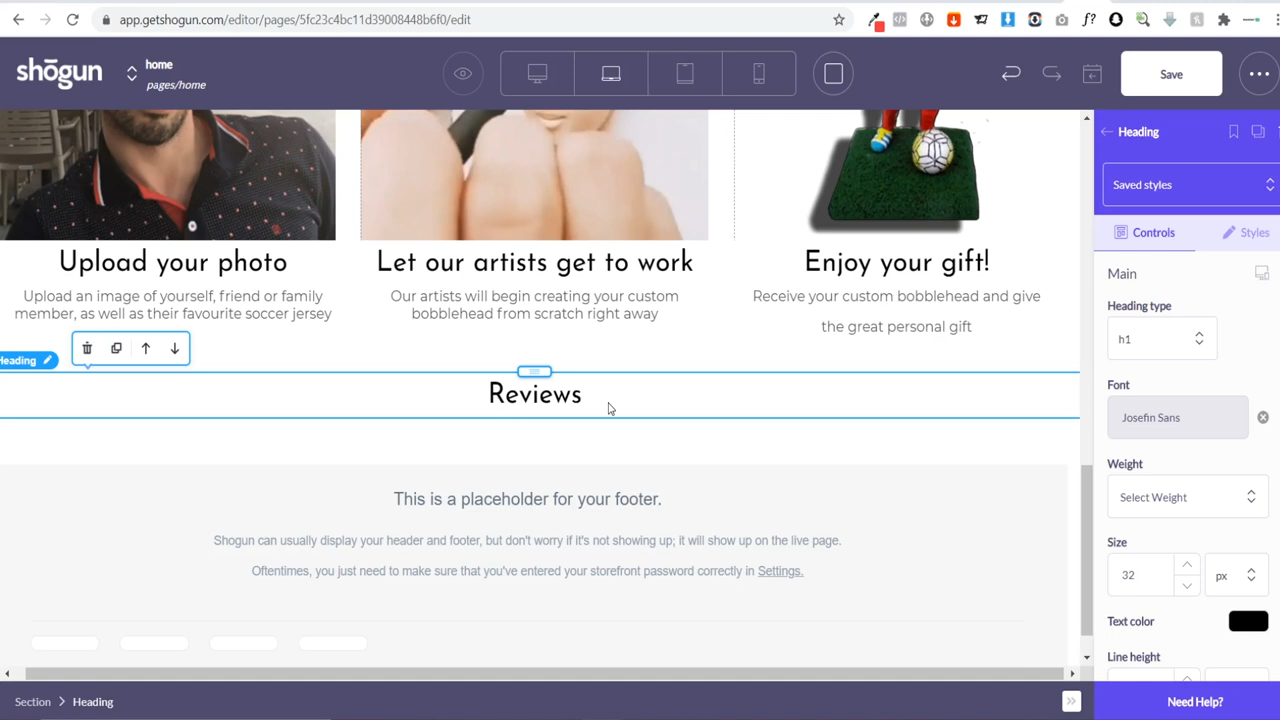 app.getshogun.com/editor/pages/5fc23c4bc11d39008448b6f0/edit
f?
shōgun
home
pages/home
Save
Heading
Saved styles
Controls
Styles
Upload your photo
Let our artists get to work
Enjoy your gift!
Upload an image of yourself, friend or family
member, as well as their favourite soccer jersey
Our artists will begin creating your custom
bobblehead from scratch right away
Receive your custom bobblehead and give
the great personal gift
Heading
Reviews
Main
Heading type
h1
Font
Josefin Sans
Weight
Select Weight
Size
32
px
Text color
Line height
This is a placeholder for your footer.
Shogun can usually display your header and footer, but don't worry if it's not showing up; it will show up on the live page.
Oftentimes, you just need to make sure that you've entered your storefront password correctly in Settings.
Section
Heading
Need Help?